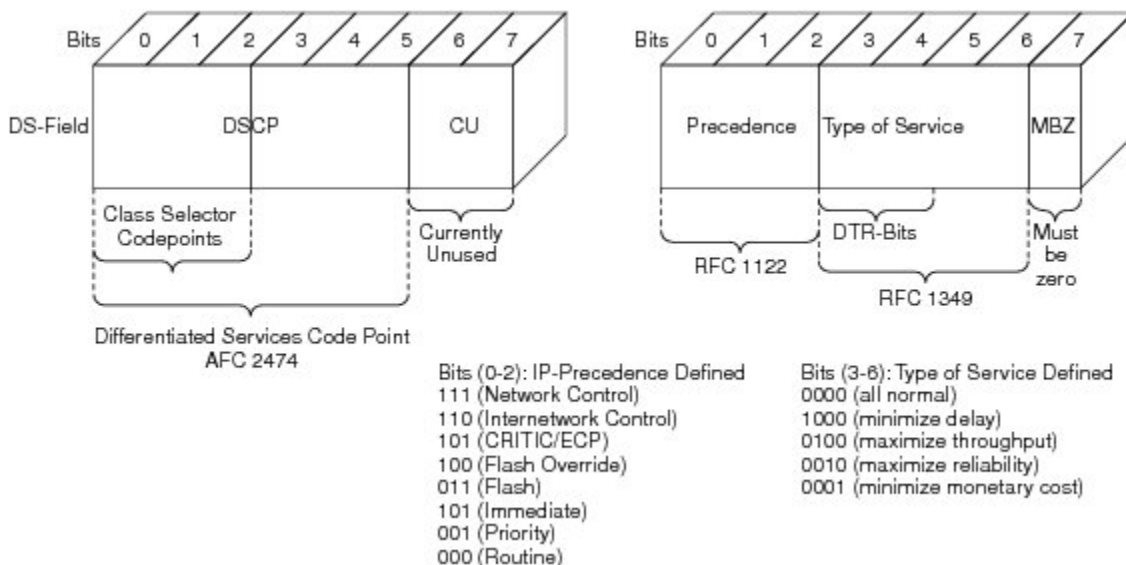 Bits 0 1 2 3 4 5 6 7
DS-Field DSCP CU
Class Selector
Codepoints
Currently
Unused
Differentiated Services Code Point
AFC 2474
Bits 0 1 2 3 4 5 6 7
Precedence Type of Service MBZ
DTR-Bits
Must
be
zero
RFC 1122
RFC 1349
Bits (0-2): IP-Precedence Defined
111 (Network Control)
110 (Internetwork Control)
101 (CRITIC/ECP)
100 (Flash Override)
011 (Flash)
101 (Immediate)
001 (Priority)
000 (Routine)
Bits (3-6): Type of Service Defined
0000 (all normal)
1000 (minimize delay)
0100 (maximize throughput)
0010 (maximize reliability)
0001 (minimize monetary cost)